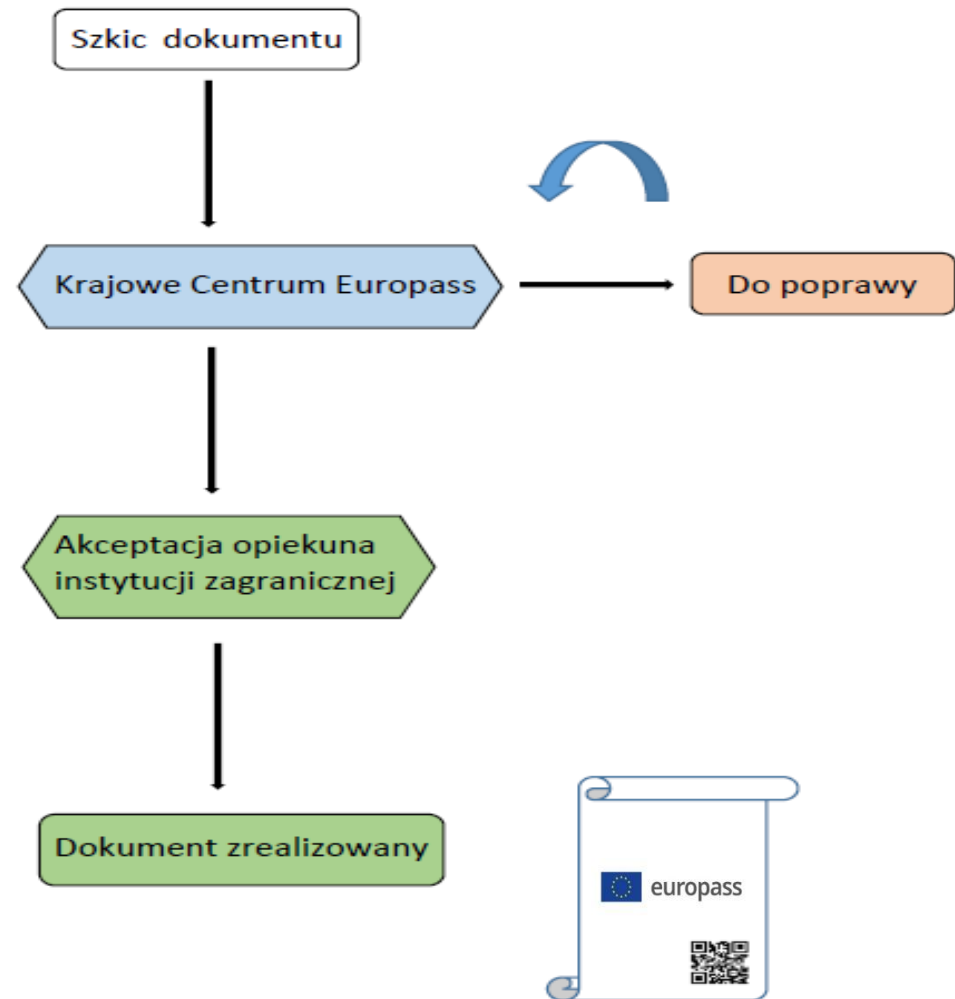 Szkic dokumentu
Krajowe Centrum Europass
Do poprawy
Akceptacja opiekuna
instytucji zagranicznej
Dokument zrealizowany
europass